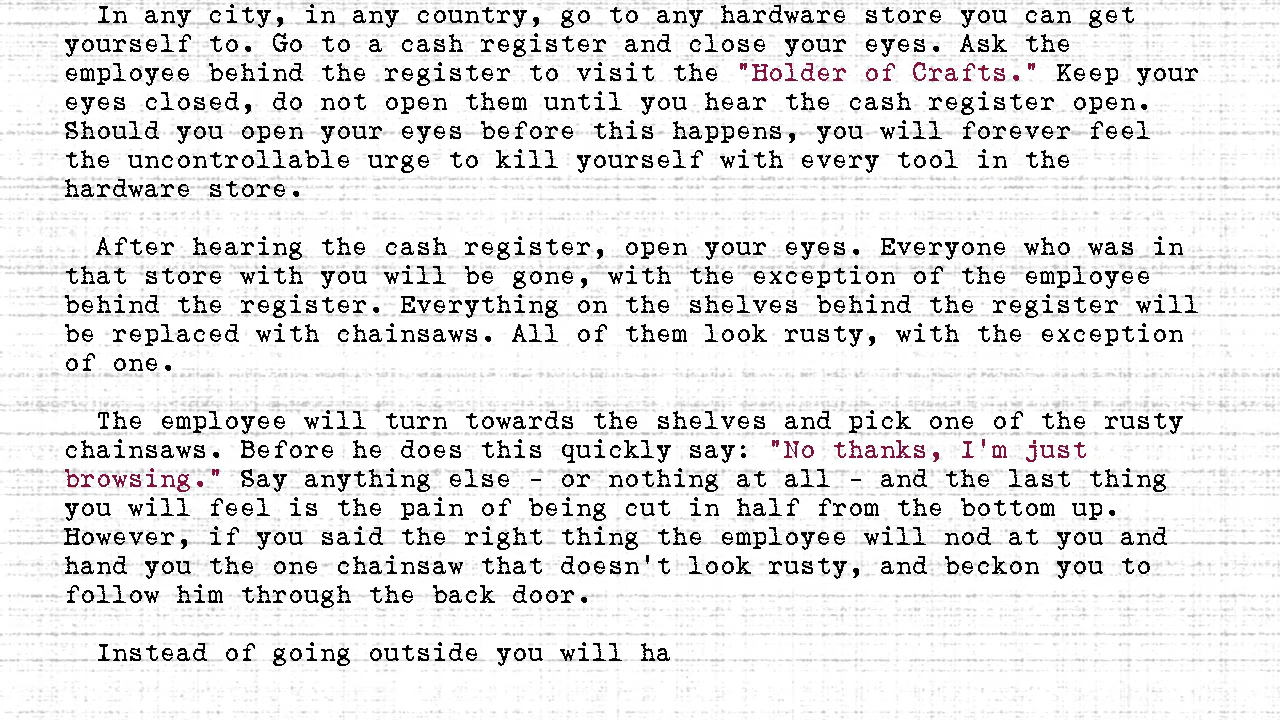 In any city, in any country, go to any hardware store you can get
yourself to. Go to a cash register and close your eyes. Ask the
employee behind the register to visit the "Holder of Crafts." Keep your
eyes closed, do not open them until you hear the cash register open.
Should you open your eyes before this happens, you will forever feel
the uncontrollable urge to kill yourself with every tool in the
hardware store.
After hearing the cash register, open your eyes. Everyone who was in
that store with you will be gone, with the exception of the employee
behind the register. Everything on the shelves behind the register will
be replaced with chainsaws. All of them look rusty, with the exception
of one.
The employee will turn towards the shelves and pick one of the rusty
chainsaws. Before he does this quickly say: "No thanks, I'm just
browsing." Say anything else - or nothing at all - and the last thing
you will feel is the pain of being cut in half from the bottom up.
However, if you said the right thing the employee will nod at you and
hand you the one chainsaw that doesn't look rusty, and beckon you to
follow him through the back door.
Instead of going outside you will ha